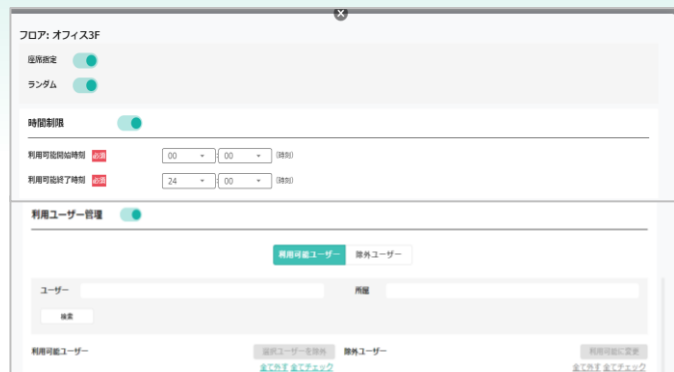 フロア: オフィス3F
座席指定
ランダム
時間制限
利用可能開始時刻 必須 00 : 00 (時刻)
利用可能終了時刻 必須 24 : 00 (時刻)
利用ユーザー管理
利用可能ユーザー 除外ユーザー
ユーザー 所属
検索
利用可能ユーザー 選択ユーザーを除外 除外ユーザー 利用可能に変更
全て外す 全てチェック 全て外す 全てチェック